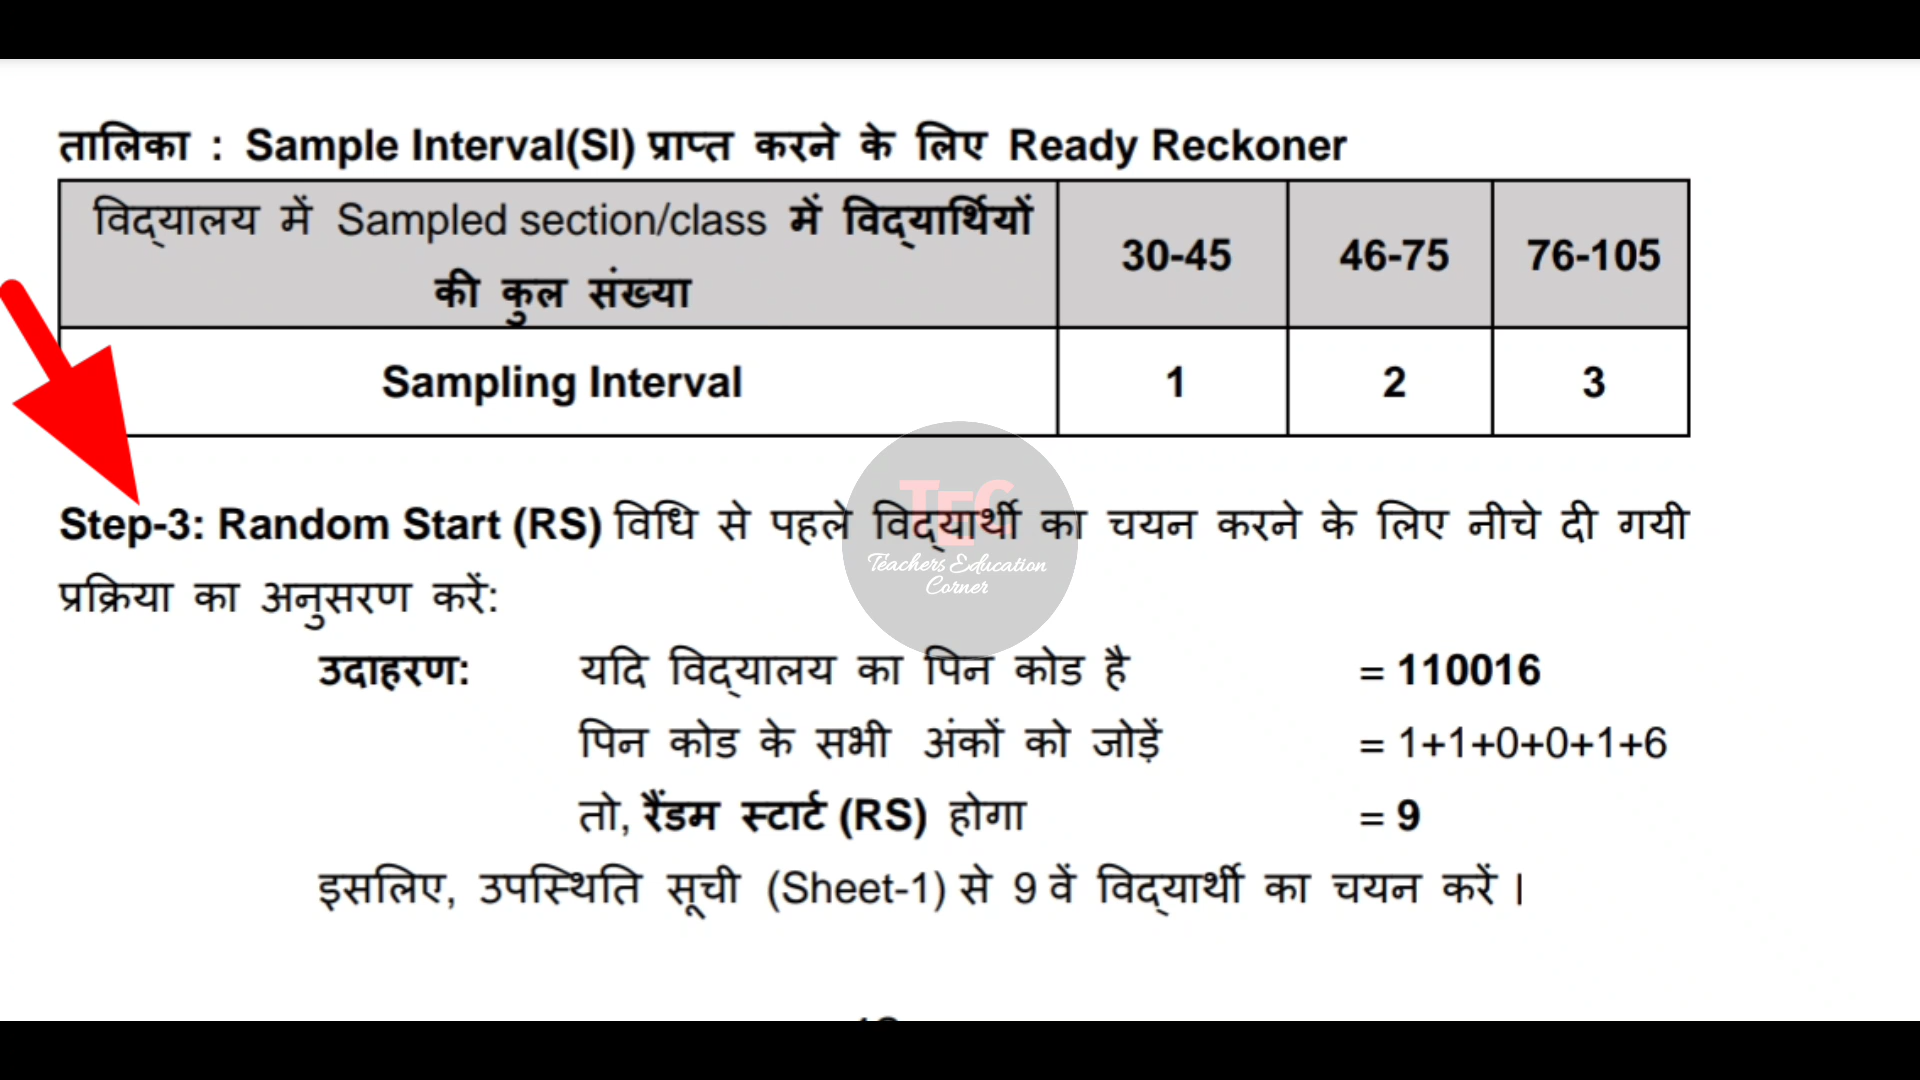 तालिका : Sample Interval(SI) प्राप्त करने के लिए Ready Reckoner
विद्यालय में Sampled section/class में विद्यार्थियों
की कुल संख्या
30-45
46-75
76-105
Sampling Interval
1
2
3
Step-3: Random Start (RS) विधि से पहले विद्यार्थी का चयन करने के लिए नीचे दी गयी
प्रक्रिया का अनुसरण करें:
TEC
Teachers Education
Corner
उदाहरण: यदि विद्यालय का पिन कोड है = 110016
पिन कोड के सभी अंकों को जोड़ें = 1+1+0+0+1+6
तो, रैंडम स्टार्ट (RS) होगा = 9
इसलिए, उपस्थिति सूची (Sheet-1) से 9 वें विद्यार्थी का चयन करें ।